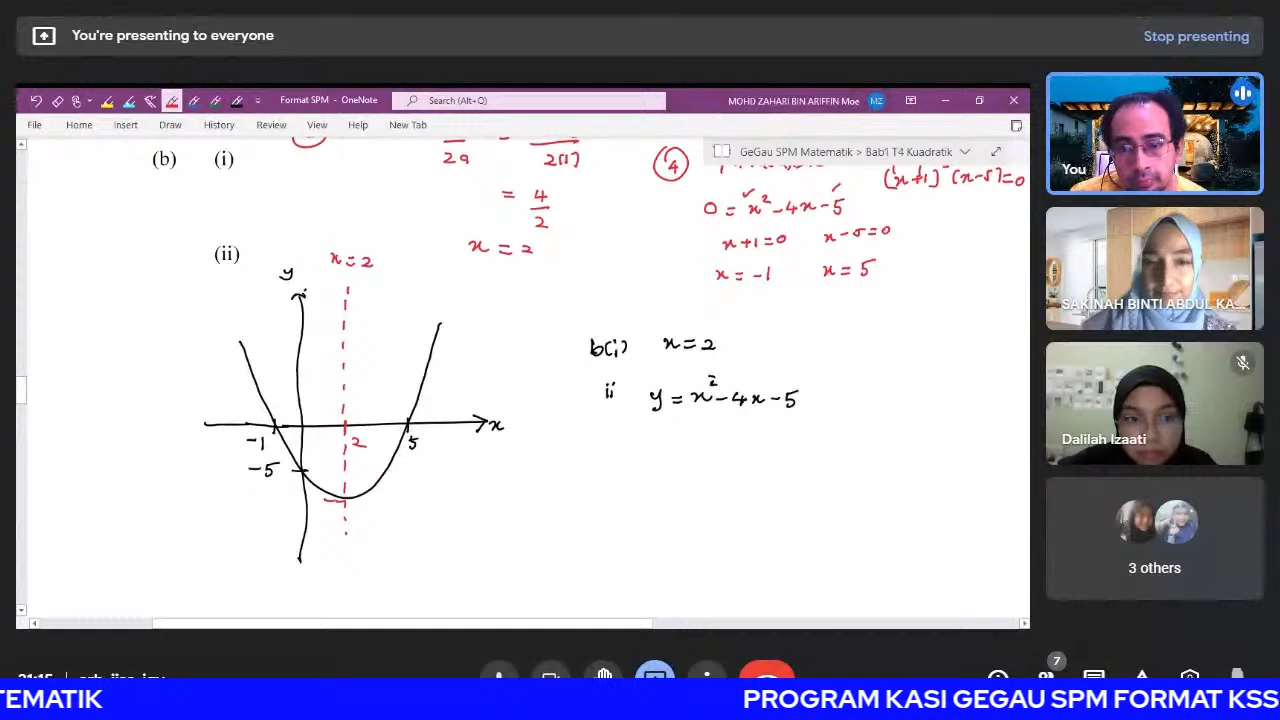 You're presenting to everyone
Stop presenting
Format SPM - OneNote
Search (Alt+Q)
MOHD ZAHARI BIN ARIFFIN Moe
MZ
File Home Insert Draw History Review View Help New Tab
GeGau SPM Matematik > Bab1 T4 Kuadratik
You
(b) (i)
2a 2(1)
= 4/2
x = 2
4
(x+1) (x-5)=0
0 = x² - 4x - 5
x+1=0 x-5=0
x = -1 x = 5
(ii)
x = 2
y
-1 2 5 x
-5
b(i) x = 2
ii y = x² - 4x - 5
SAKINAH BINTI ABDUL KA...
Dalilah Izaati
3 others
7
TEMATIK
PROGRAM KASI GEGAU SPM FORMAT KSS